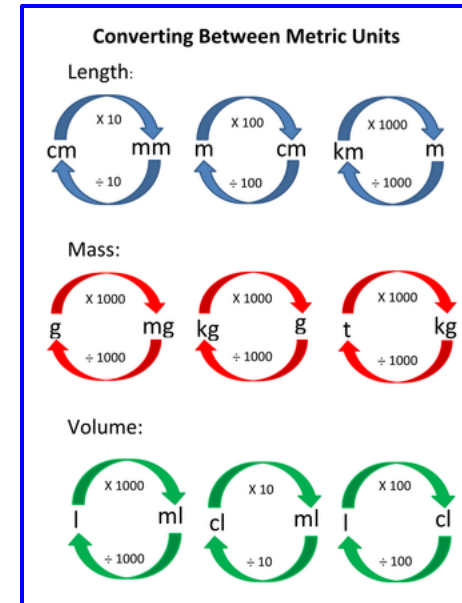 Converting Between Metric Units
Length:
X 10 X 100 X 1000
cm mm m cm km m
÷ 10 ÷ 100 ÷ 1000
Mass:
X 1000 X 1000 X 1000
g mg kg g t kg
÷ 1000 ÷ 1000 ÷ 1000
Volume:
X 1000 X 10 X 100
l ml cl ml l cl
÷ 1000 ÷ 10 ÷ 100